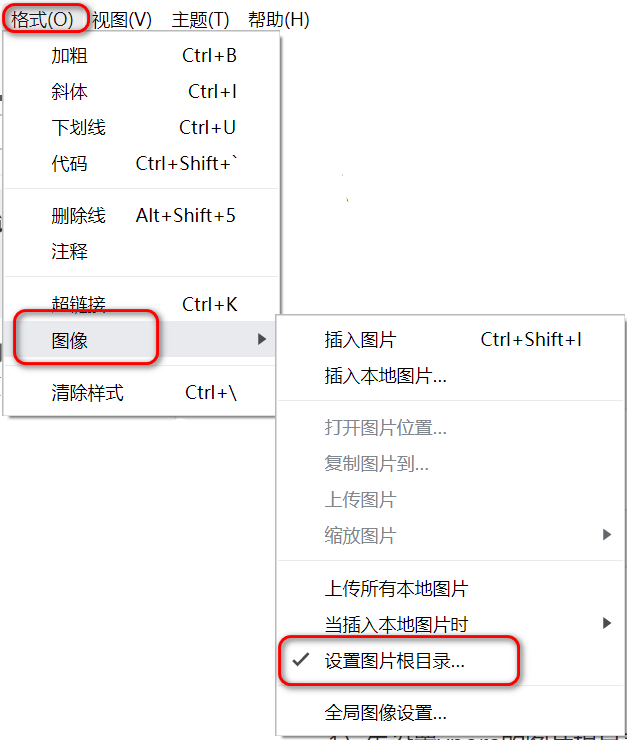 格式(O) 视图(V) 主题(T) 帮助(H)
加粗 Ctrl+B
斜体 Ctrl+I
下划线 Ctrl+U
代码 Ctrl+Shift+`
删除线 Alt+Shift+5
注释
超链接 Ctrl+K
图像
清除样式 Ctrl+\
插入图片 Ctrl+Shift+I
插入本地图片...
打开图片位置...
复制图片到...
上传图片
缩放图片
上传所有本地图片
当插入本地图片时
设置图片根目录...
全局图像设置...